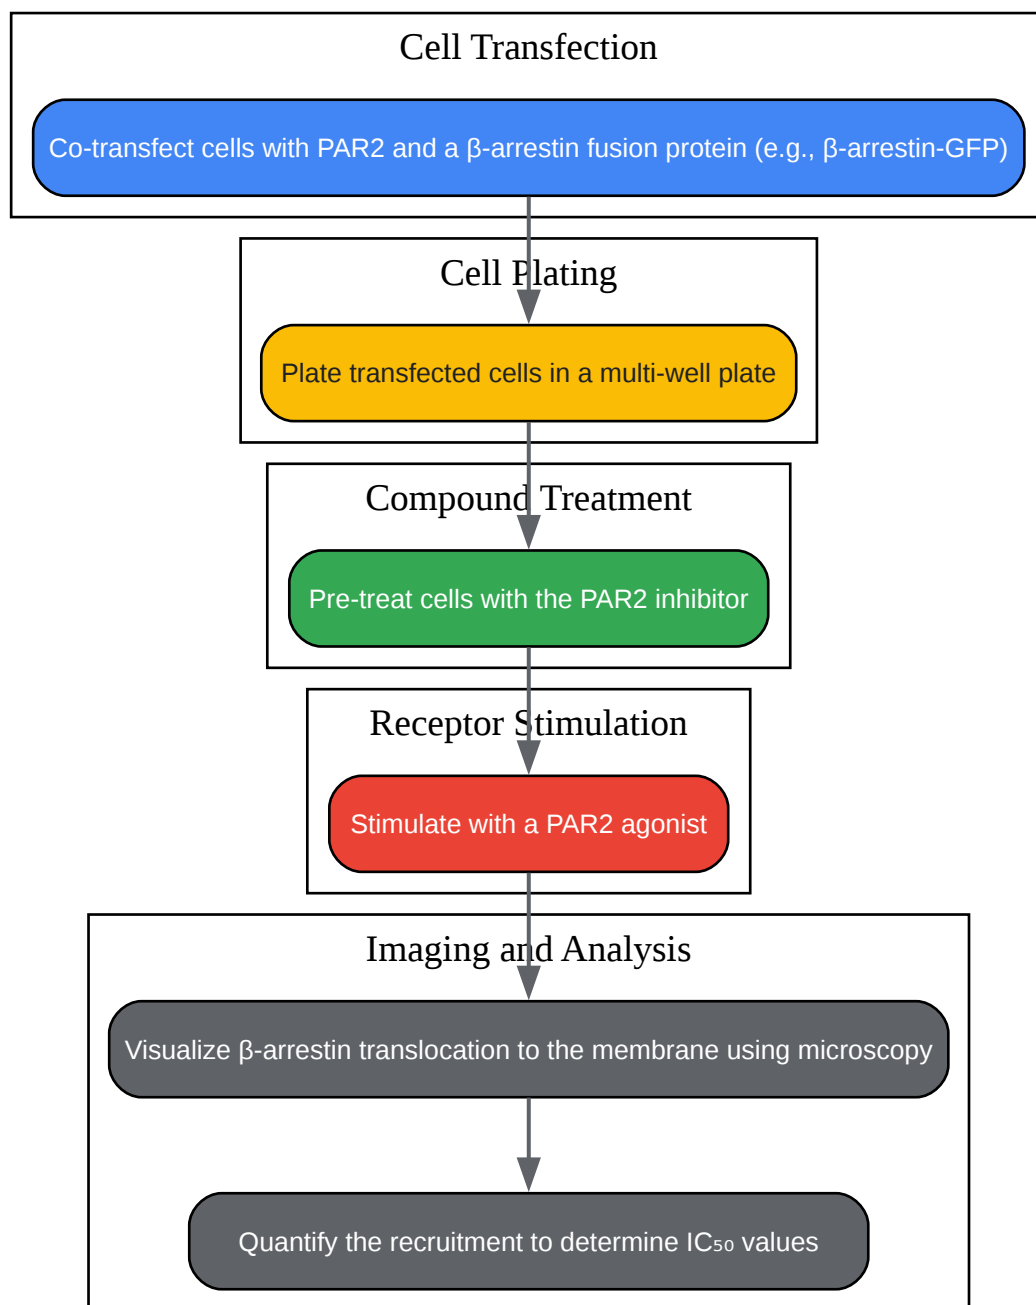 Cell Transfection
Co-transfect cells with PAR2 and a β-arrestin fusion protein (e.g., β-arrestin-GFP)
Cell Plating
Plate transfected cells in a multi-well plate
Compound Treatment
Pre-treat cells with the PAR2 inhibitor
Receptor Stimulation
Stimulate with a PAR2 agonist
Imaging and Analysis
Visualize β-arrestin translocation to the membrane using microscopy
Quantify the recruitment to determine IC₅₀ values